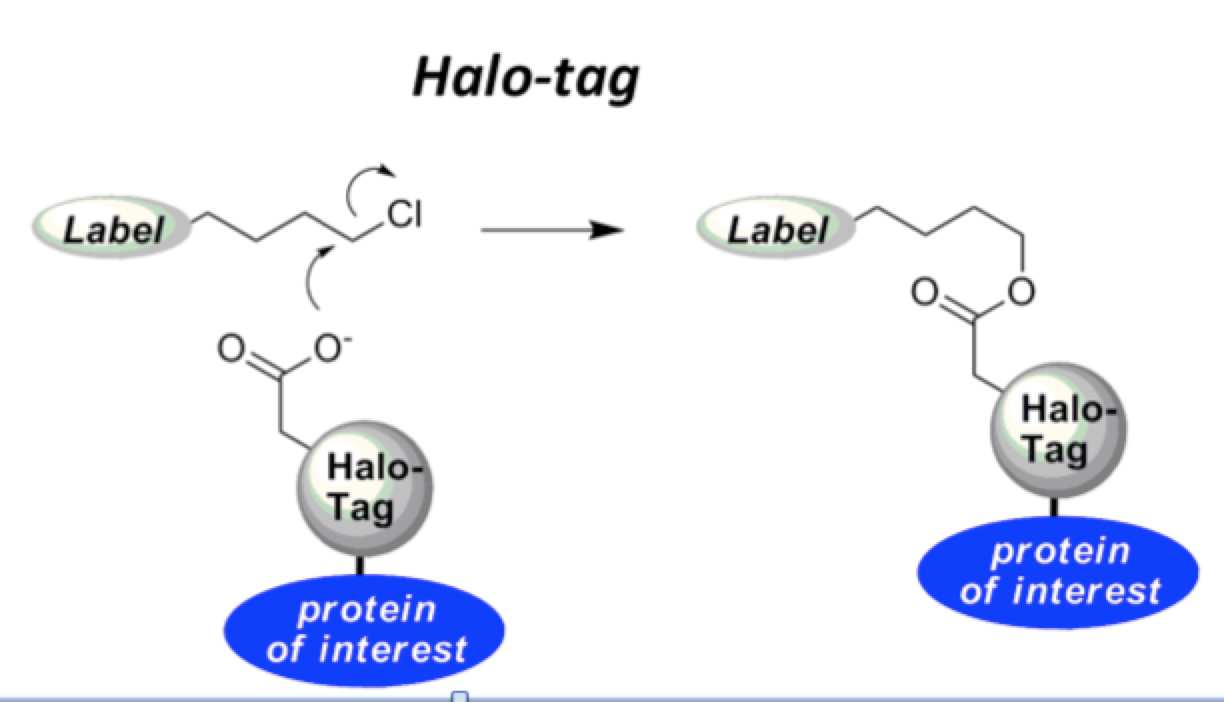 Halo-tag
Label
Cl
O
O-
Halo-
Tag
protein
of interest
Label
O
O
Halo-
Tag
protein
of interest